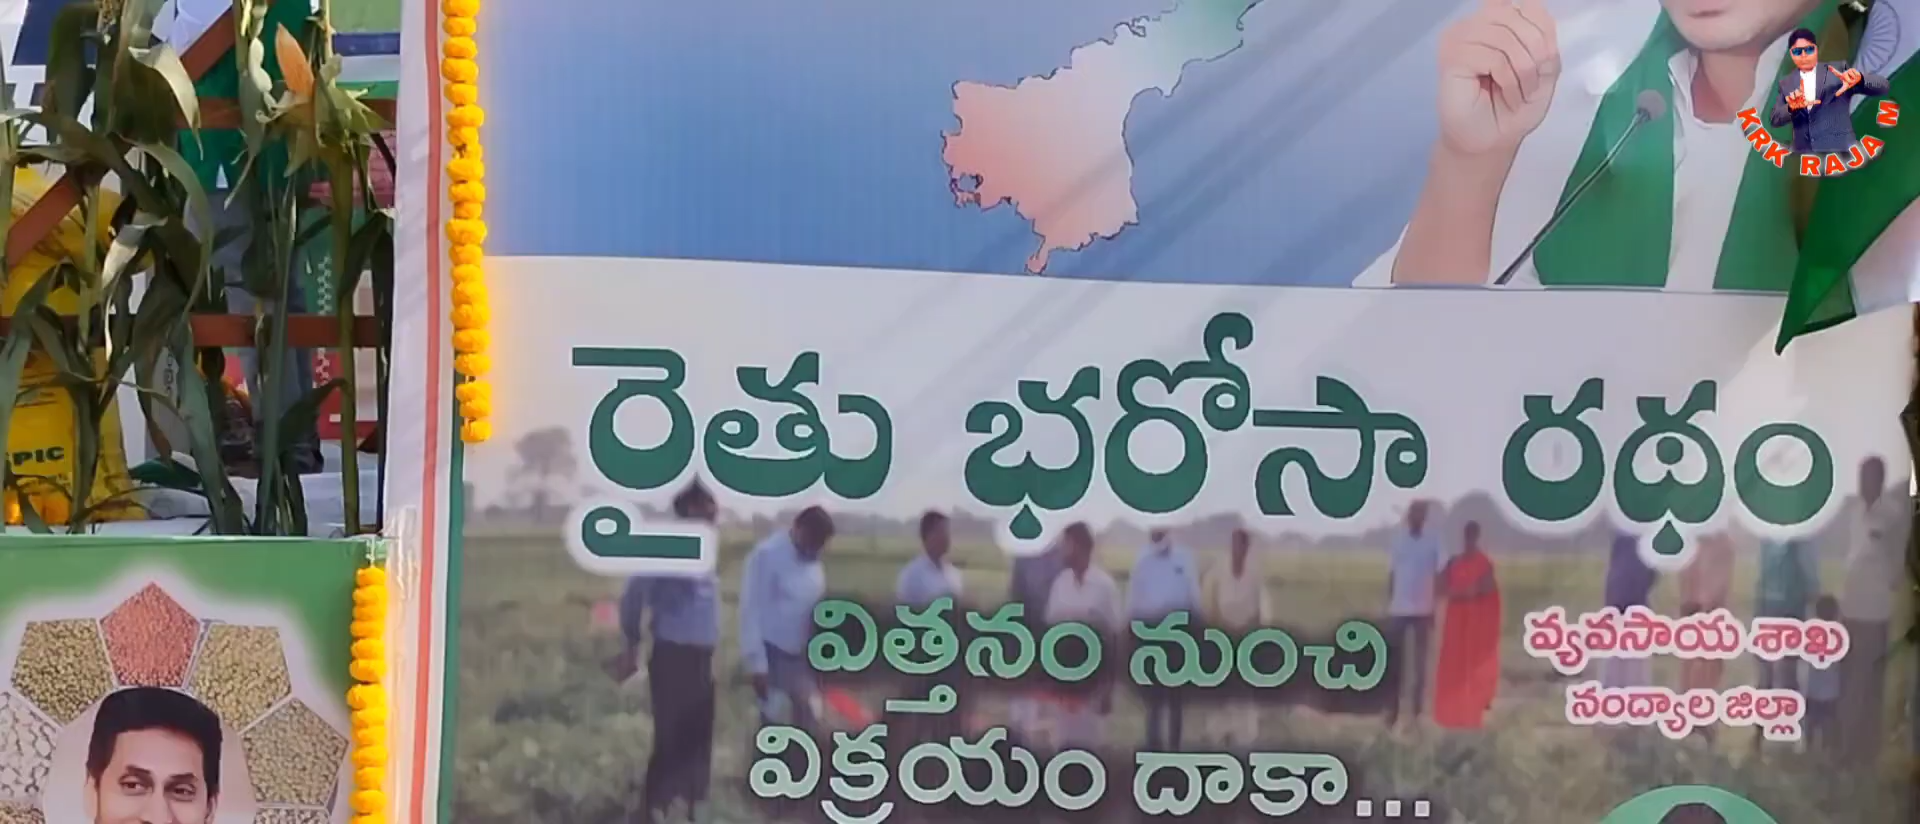 KRK RAJA M
రైతు భరోసా రథం
విత్తనం నుంచి
విక్రయం దాకా...
వ్యవసాయ శాఖ
నంద్యాల జిల్లా